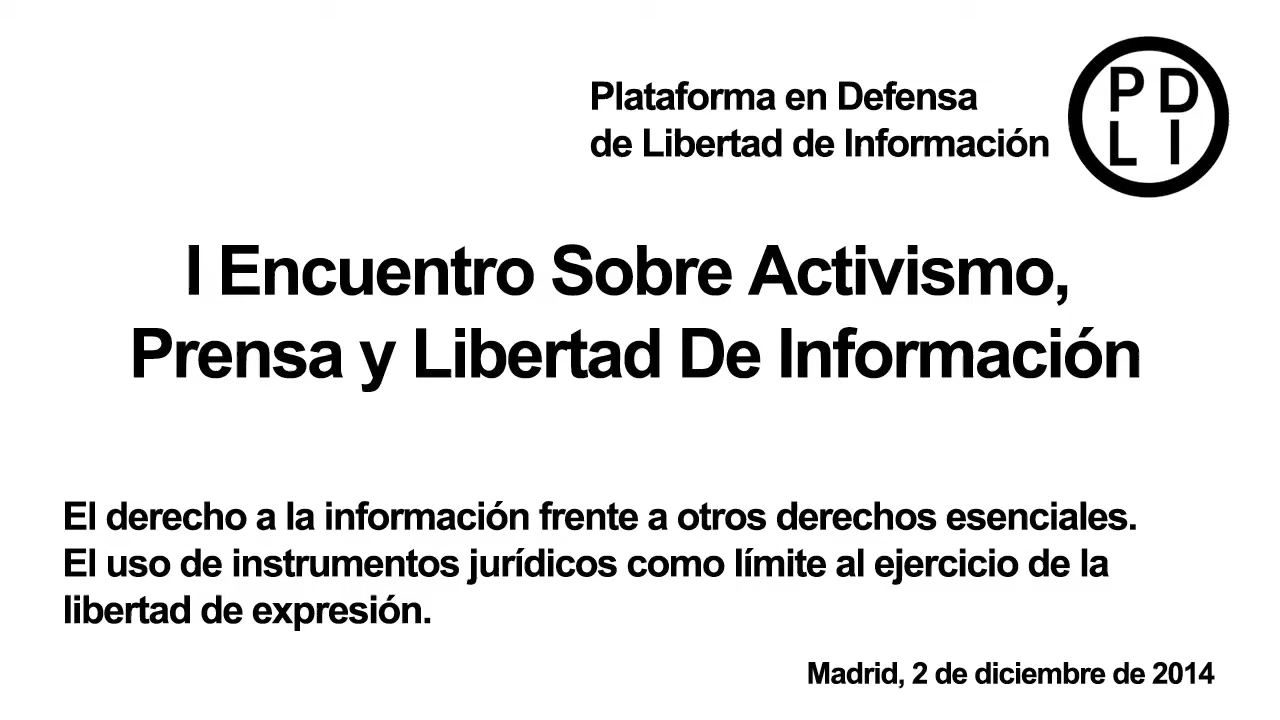 Plataforma en Defensa
de Libertad de Información
P D
L I
I Encuentro Sobre Activismo,
Prensa y Libertad De Información
El derecho a la información frente a otros derechos esenciales.
El uso de instrumentos jurídicos como límite al ejercicio de la
libertad de expresión.
Madrid, 2 de diciembre de 2014